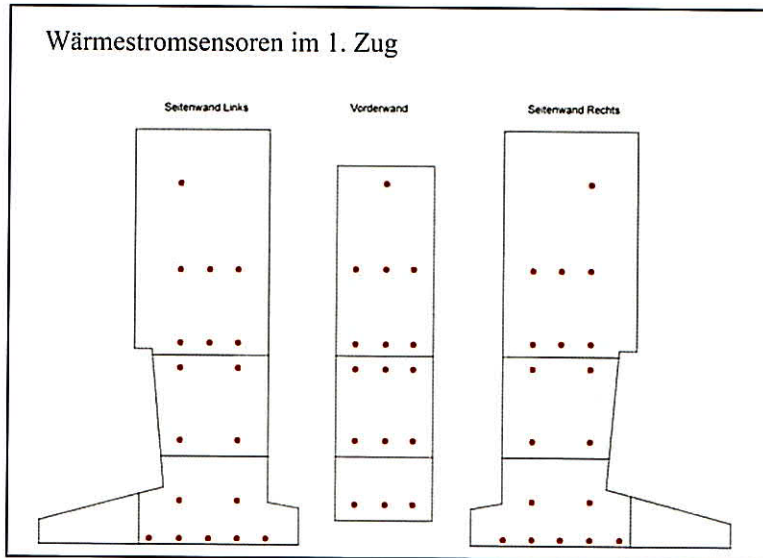 Wärmestromsensoren im 1. Zug
Seitenwand Links
Vorderwand
Seitenwand Rechts